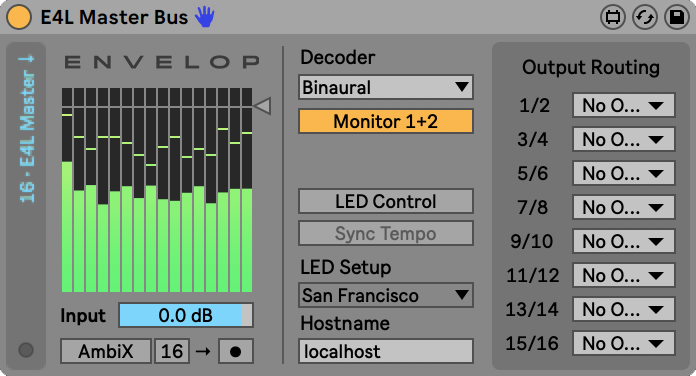 E4L Master Bus
16 · E4L Master
ENVELOP
Input
0.0 dB
AmbiX
16
Decoder
Binaural
Monitor 1+2
LED Control
Sync Tempo
LED Setup
San Francisco
Hostname
localhost
Output Routing
1/2 No O...
3/4 No O...
5/6 No O...
7/8 No O...
9/10 No O...
11/12 No O...
13/14 No O...
15/16 No O...